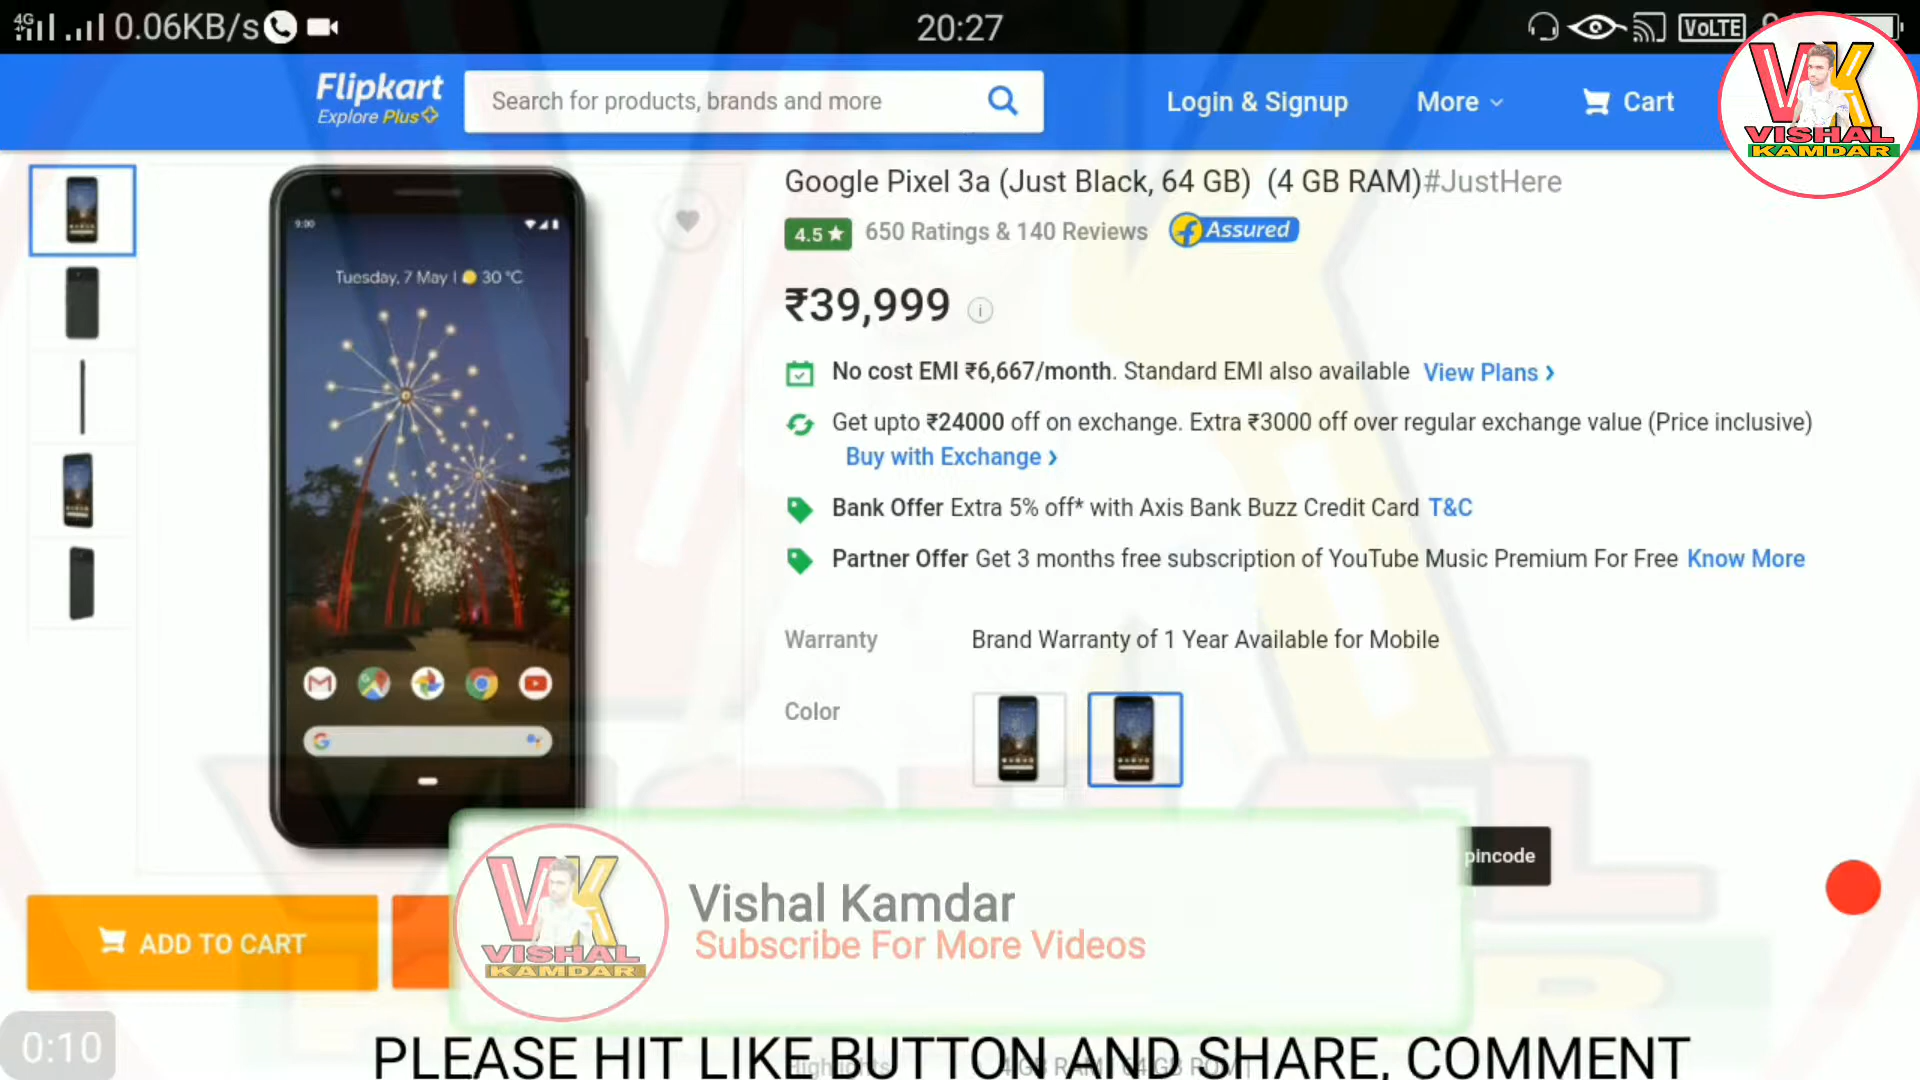 4G 0.06KB/s 20:27 VoLTE
Flipkart
Explore Plus
Search for products, brands and more
Login & Signup More Cart
VK
VISHAL
KAMDAR
Google Pixel 3a (Just Black, 64 GB) (4 GB RAM)#JustHere
4.5★ 650 Ratings & 140 Reviews f Assured
₹39,999 i
No cost EMI ₹6,667/month. Standard EMI also available View Plans ›
Get upto ₹24000 off on exchange. Extra ₹3000 off over regular exchange value (Price inclusive)
Buy with Exchange ›
Bank Offer Extra 5% off* with Axis Bank Buzz Credit Card T&C
Partner Offer Get 3 months free subscription of YouTube Music Premium For Free Know More
Warranty Brand Warranty of 1 Year Available for Mobile
Color
9:00
Tuesday, 7 May | 30 °C
pincode
ADD TO CART
VK
VISHAL
KAMDAR
Vishal Kamdar
Subscribe For More Videos
0:10
PLEASE HIT LIKE BUTTON AND SHARE, COMMENT
Highlights